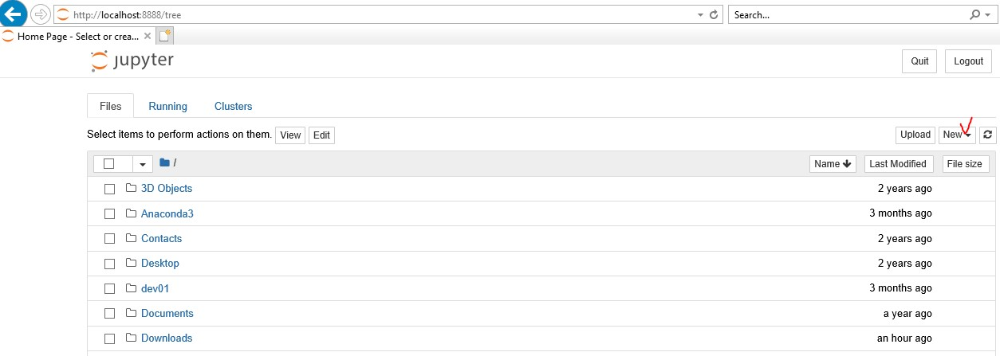 http://localhost:8888/tree
Search...
Home Page - Select or crea...
jupyter
Quit
Logout
Files
Running
Clusters
Select items to perform actions on them.
View
Edit
Upload
New
/
Name
Last Modified
File size
3D Objects
2 years ago
Anaconda3
3 months ago
Contacts
2 years ago
Desktop
2 years ago
dev01
3 months ago
Documents
a year ago
Downloads
an hour ago